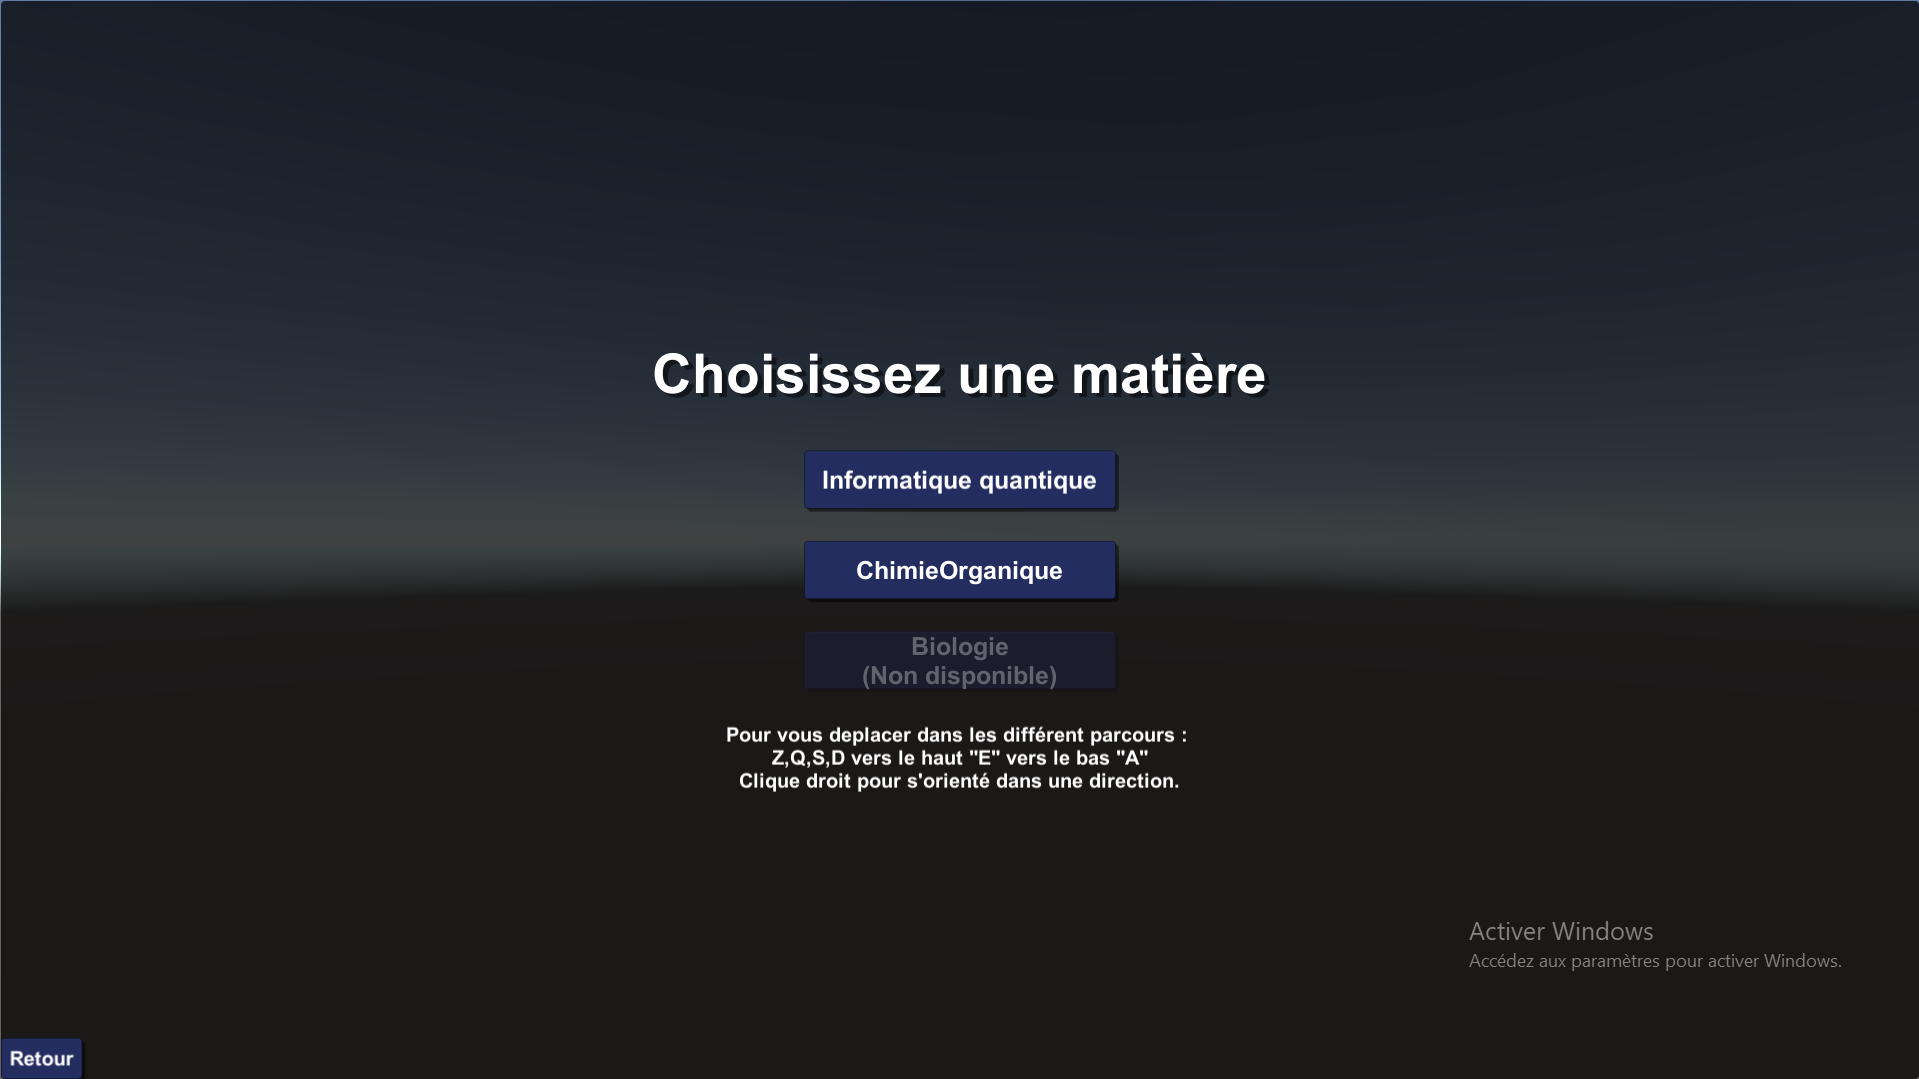 Choisissez une matière
Informatique quantique
ChimieOrganique
Biologie
(Non disponible)
Pour vous deplacer dans les différent parcours :
Z,Q,S,D vers le haut "E" vers le bas "A"
Clique droit pour s'orienté dans une direction.
Activer Windows
Accédez aux paramètres pour activer Windows.
Retour